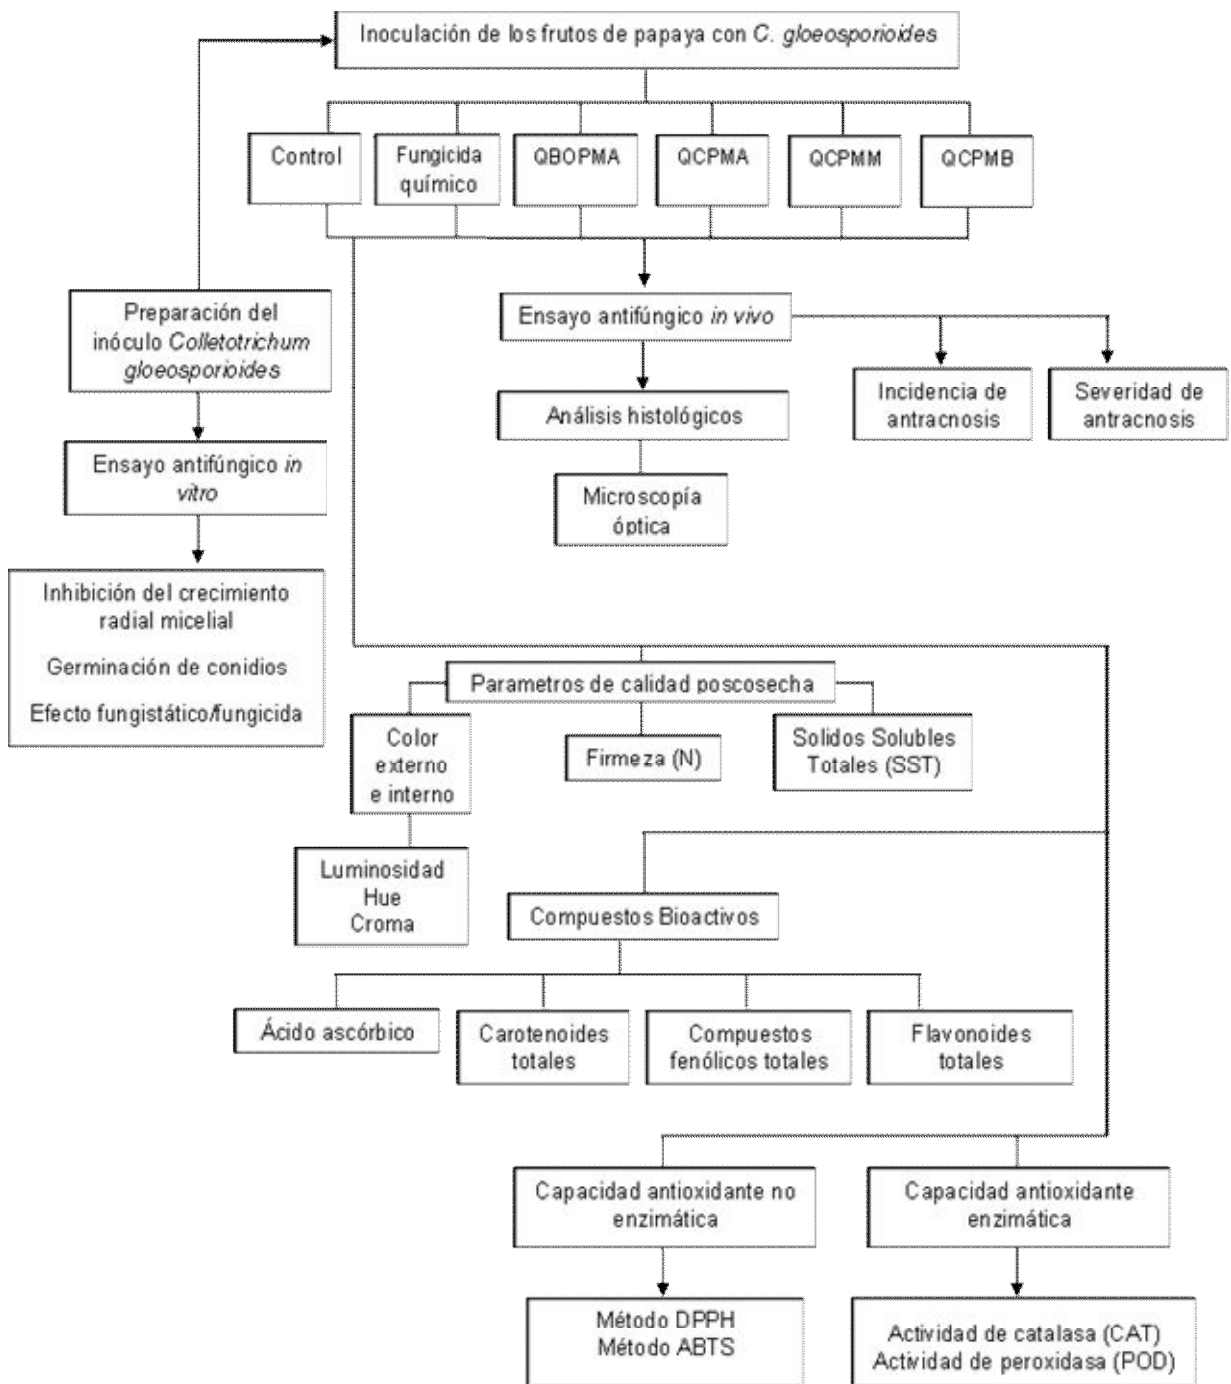 Inoculación de los frutos de papaya con C. gloeosporioides
Control
Fungicida
químico
QBOPMA
QCPMA
QCPMM
QCPMB
Preparación del
inóculo Colletotrichum
gloeosporioides
Ensayo antifúngico in vivo
Incidencia de
antracnosis
Severidad de
antracnosis
Análisis histológicos
Ensayo antifúngico in
vitro
Microscopía
óptica
Inhibición del crecimiento
radial micelial
Germinación de conidios
Efecto fungistático/fungicida
Parametros de calidad poscosecha
Color
externo
e interno
Firmeza (N)
Solidos Solubles
Totales (SST)
Luminosidad
Hue
Croma
Compuestos Bioactivos
Ácido ascórbico
Carotenoides
totales
Compuestos
fenólicos totales
Flavonoides
totales
Capacidad antioxidante no
enzimática
Capacidad antioxidante
enzimática
Método DPPH
Método ABTS
Actividad de catalasa (CAT)
Actividad de peroxidasa (POD)